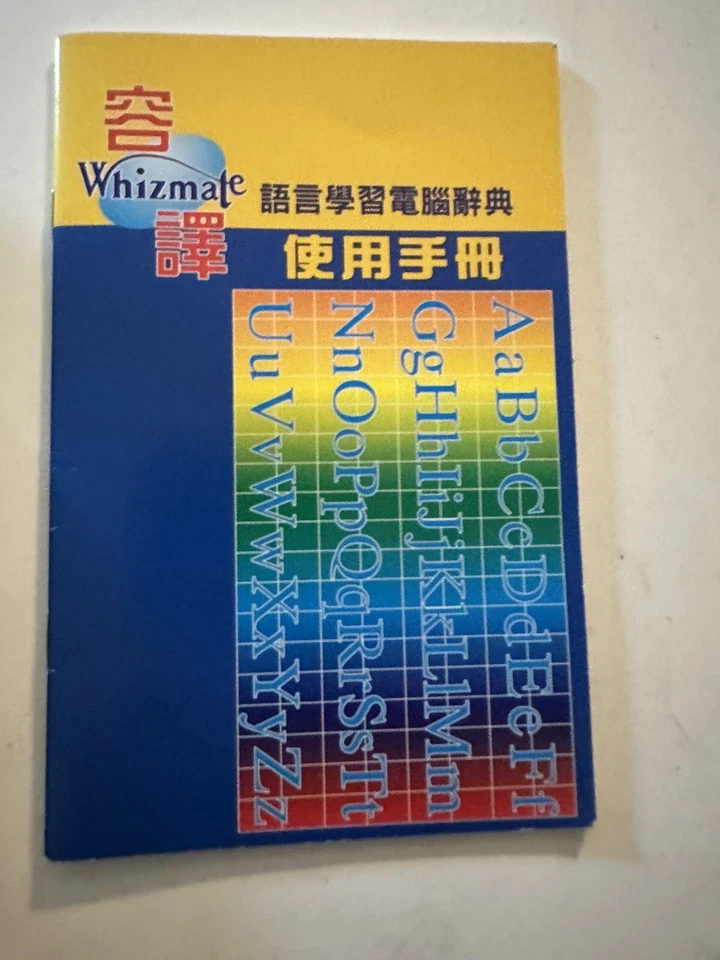 容
Whizmate
譯
語言學習電腦辭典
使用手冊
AaBbCcDdEeFf
GgHhIiJjKkLlMm
NnOoPpQqRrSsTt
UuVvWwXxYyZz